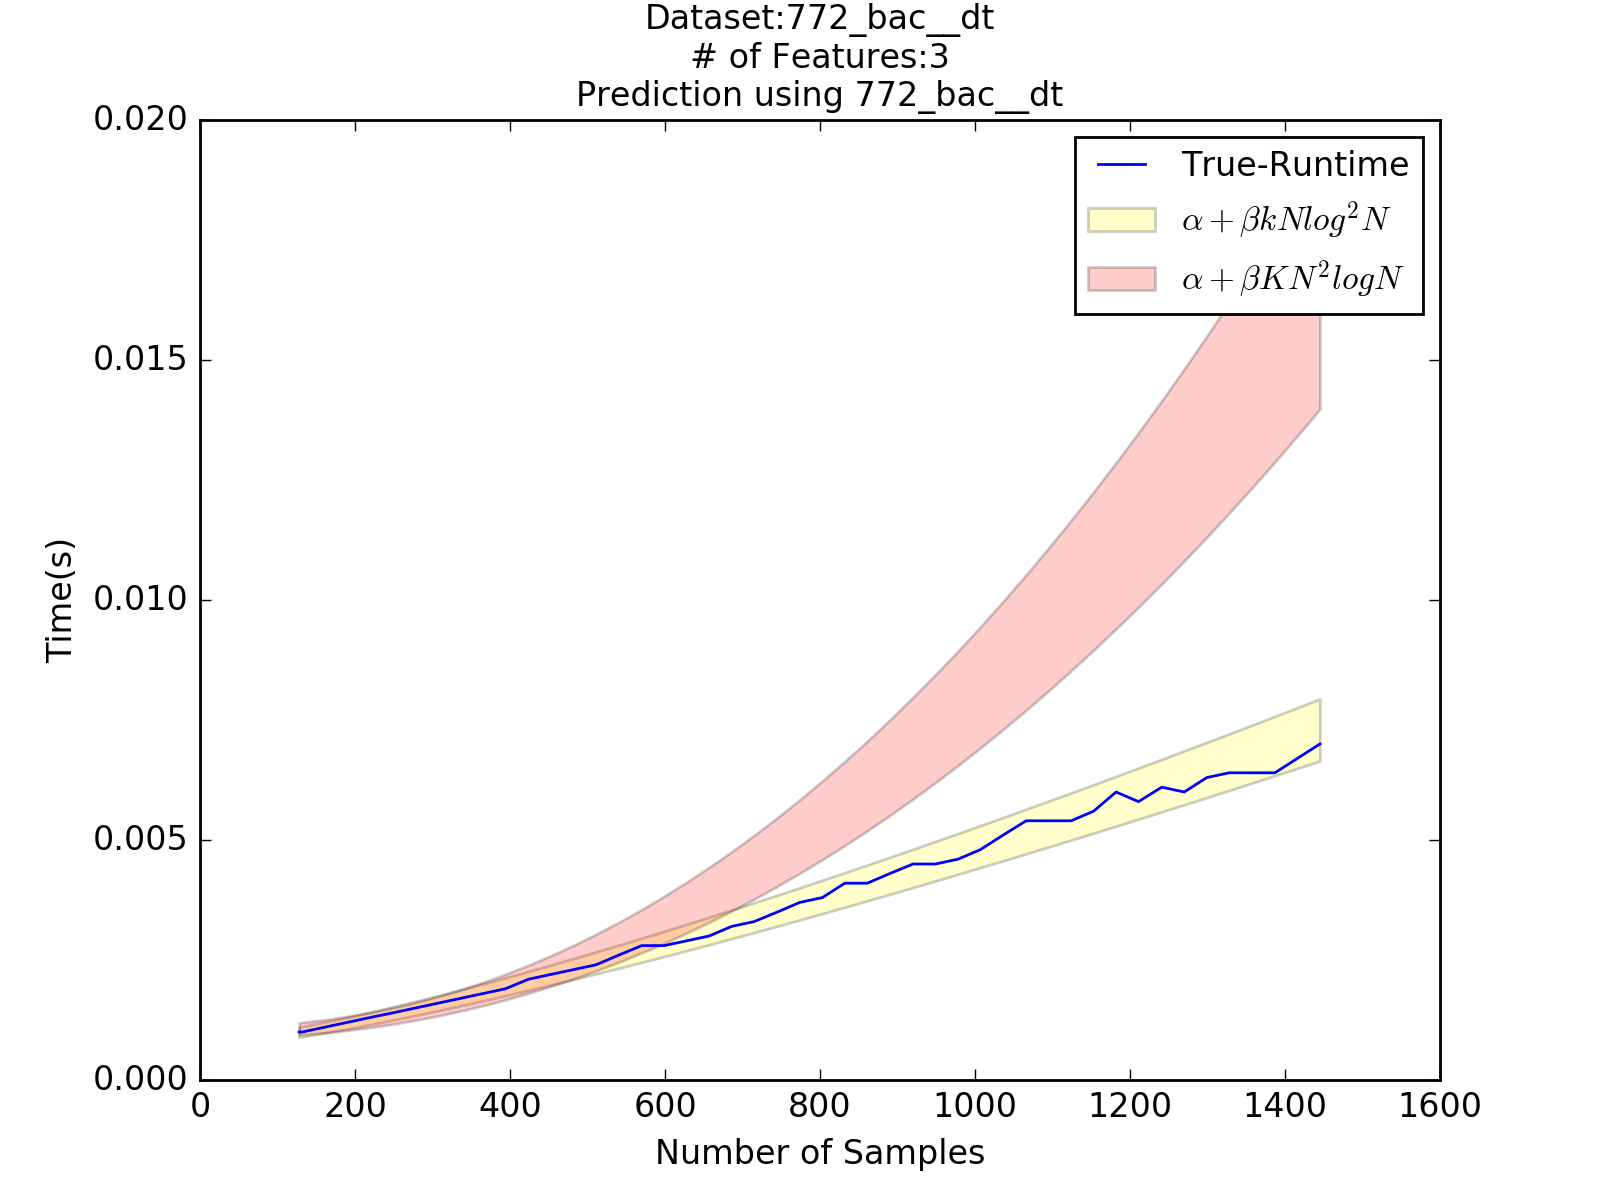 Dataset:772_bac__dt
# of Features:3
Prediction using 772_bac__dt
0.020
0.015
0.010
0.005
0.000
Time(s)
True-Runtime
α + βkNlog²N
α + βKN²logN
0 200 400 600 800 1000 1200 1400 1600
Number of Samples